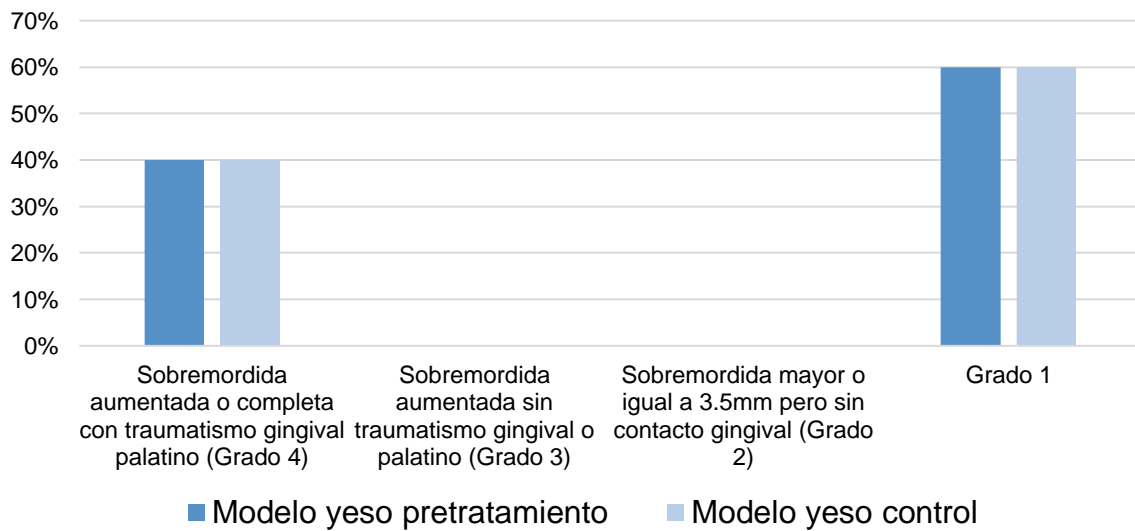 70%
60%
50%
40%
30%
20%
10%
0%
Sobremordida
aumentada o completa
con traumatismo gingival
palatino (Grado 4)
Sobremordida
aumentada sin
traumatismo gingival o
palatino (Grado 3)
Sobremordida mayor o
igual a 3.5mm pero sin
contacto gingival (Grado
2)
Grado 1
Modelo yeso pretratamiento
Modelo yeso control